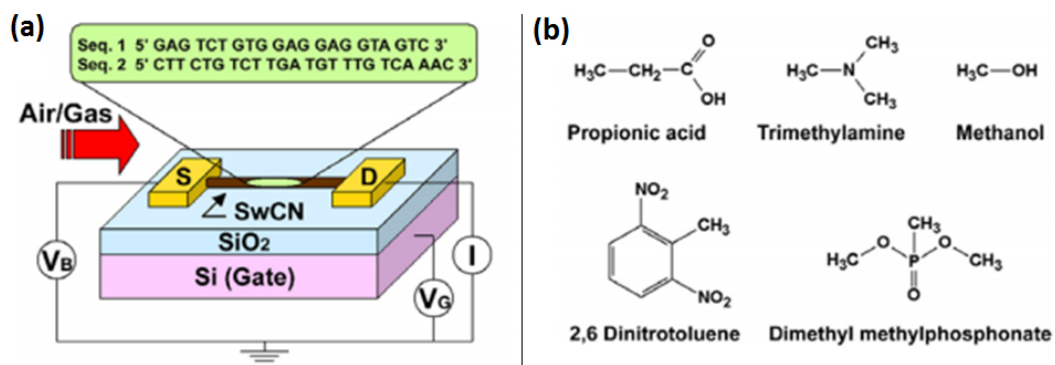 (a)
Seq. 1 5' GAG TCT GTG GAG GAG GTA GTC 3'
Seq. 2 5' CTT CTG TCT TGA TGT TTG TCA AAC 3'
Air/Gas
S
D
SwCN
SiO2
Si (Gate)
VB
VG
I
(b)
H3C—CH2—C
O
OH
Propionic acid
H3C—N
CH3
CH3
Trimethylamine
H3C—OH
Methanol
NO2
CH3
NO2
2,6 Dinitrotoluene
CH3
O
O
H3C
P
CH3
O
Dimethyl methylphosphonate